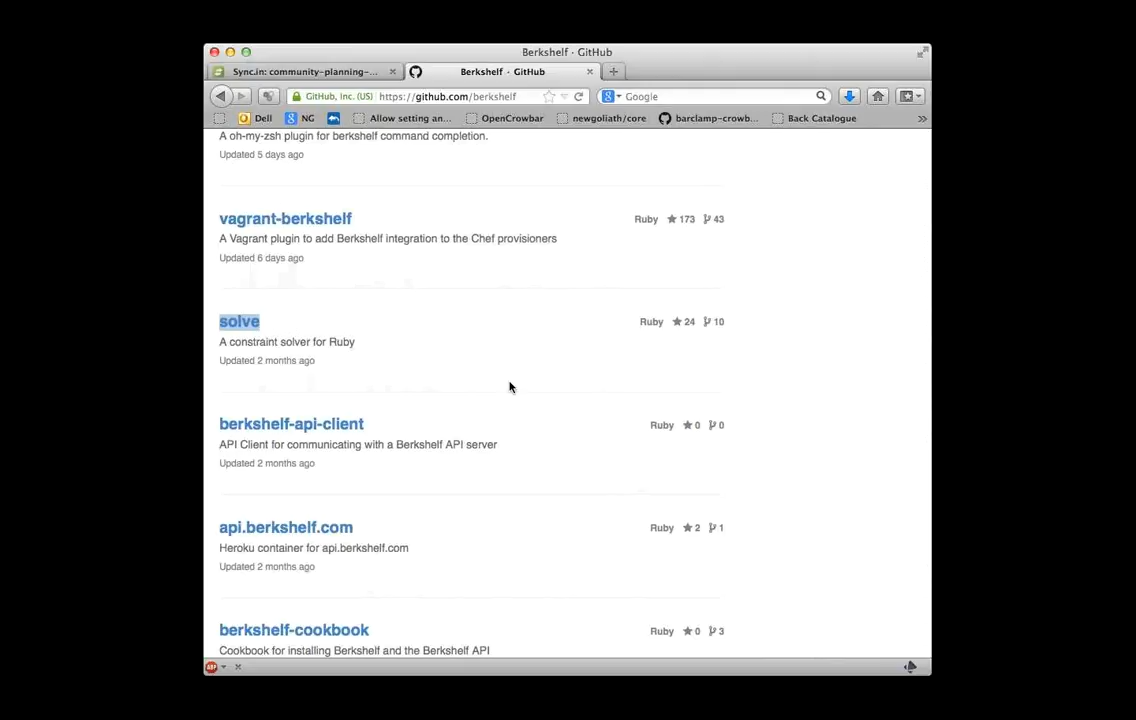 Berkshelf · GitHub
Sync.in: community-planning-...
Berkshelf · GitHub
GitHub, Inc. (US)
https://github.com/berkshelf
Google
Dell
NG
Allow setting an...
OpenCrowbar
newgoliath/core
barclamp-crowb...
Back Catalogue
A oh-my-zsh plugin for berkshelf command completion.
Updated 5 days ago
vagrant-berkshelf
Ruby 173 43
A Vagrant plugin to add Berkshelf integration to the Chef provisioners
Updated 6 days ago
solve
Ruby 24 10
A constraint solver for Ruby
Updated 2 months ago
berkshelf-api-client
Ruby 0 0
API Client for communicating with a Berkshelf API server
Updated 2 months ago
api.berkshelf.com
Ruby 2 1
Heroku container for api.berkshelf.com
Updated 2 months ago
berkshelf-cookbook
Ruby 0 3
Cookbook for installing Berkshelf and the Berkshelf API
ABP